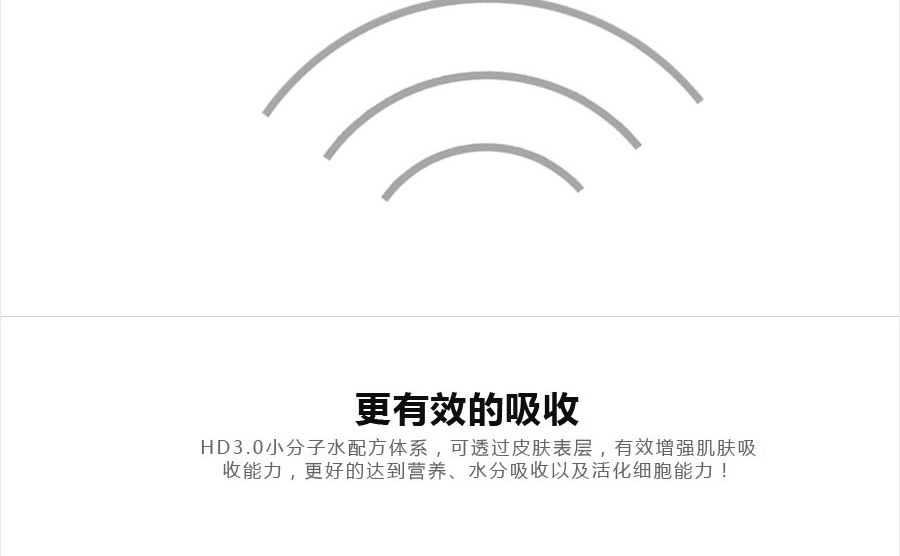 更有效的吸收
HD3.0小分子水配方体系，可透过皮肤表层，有效增强肌肤吸
收能力，更好的达到营养、水分吸收以及活化细胞能力！